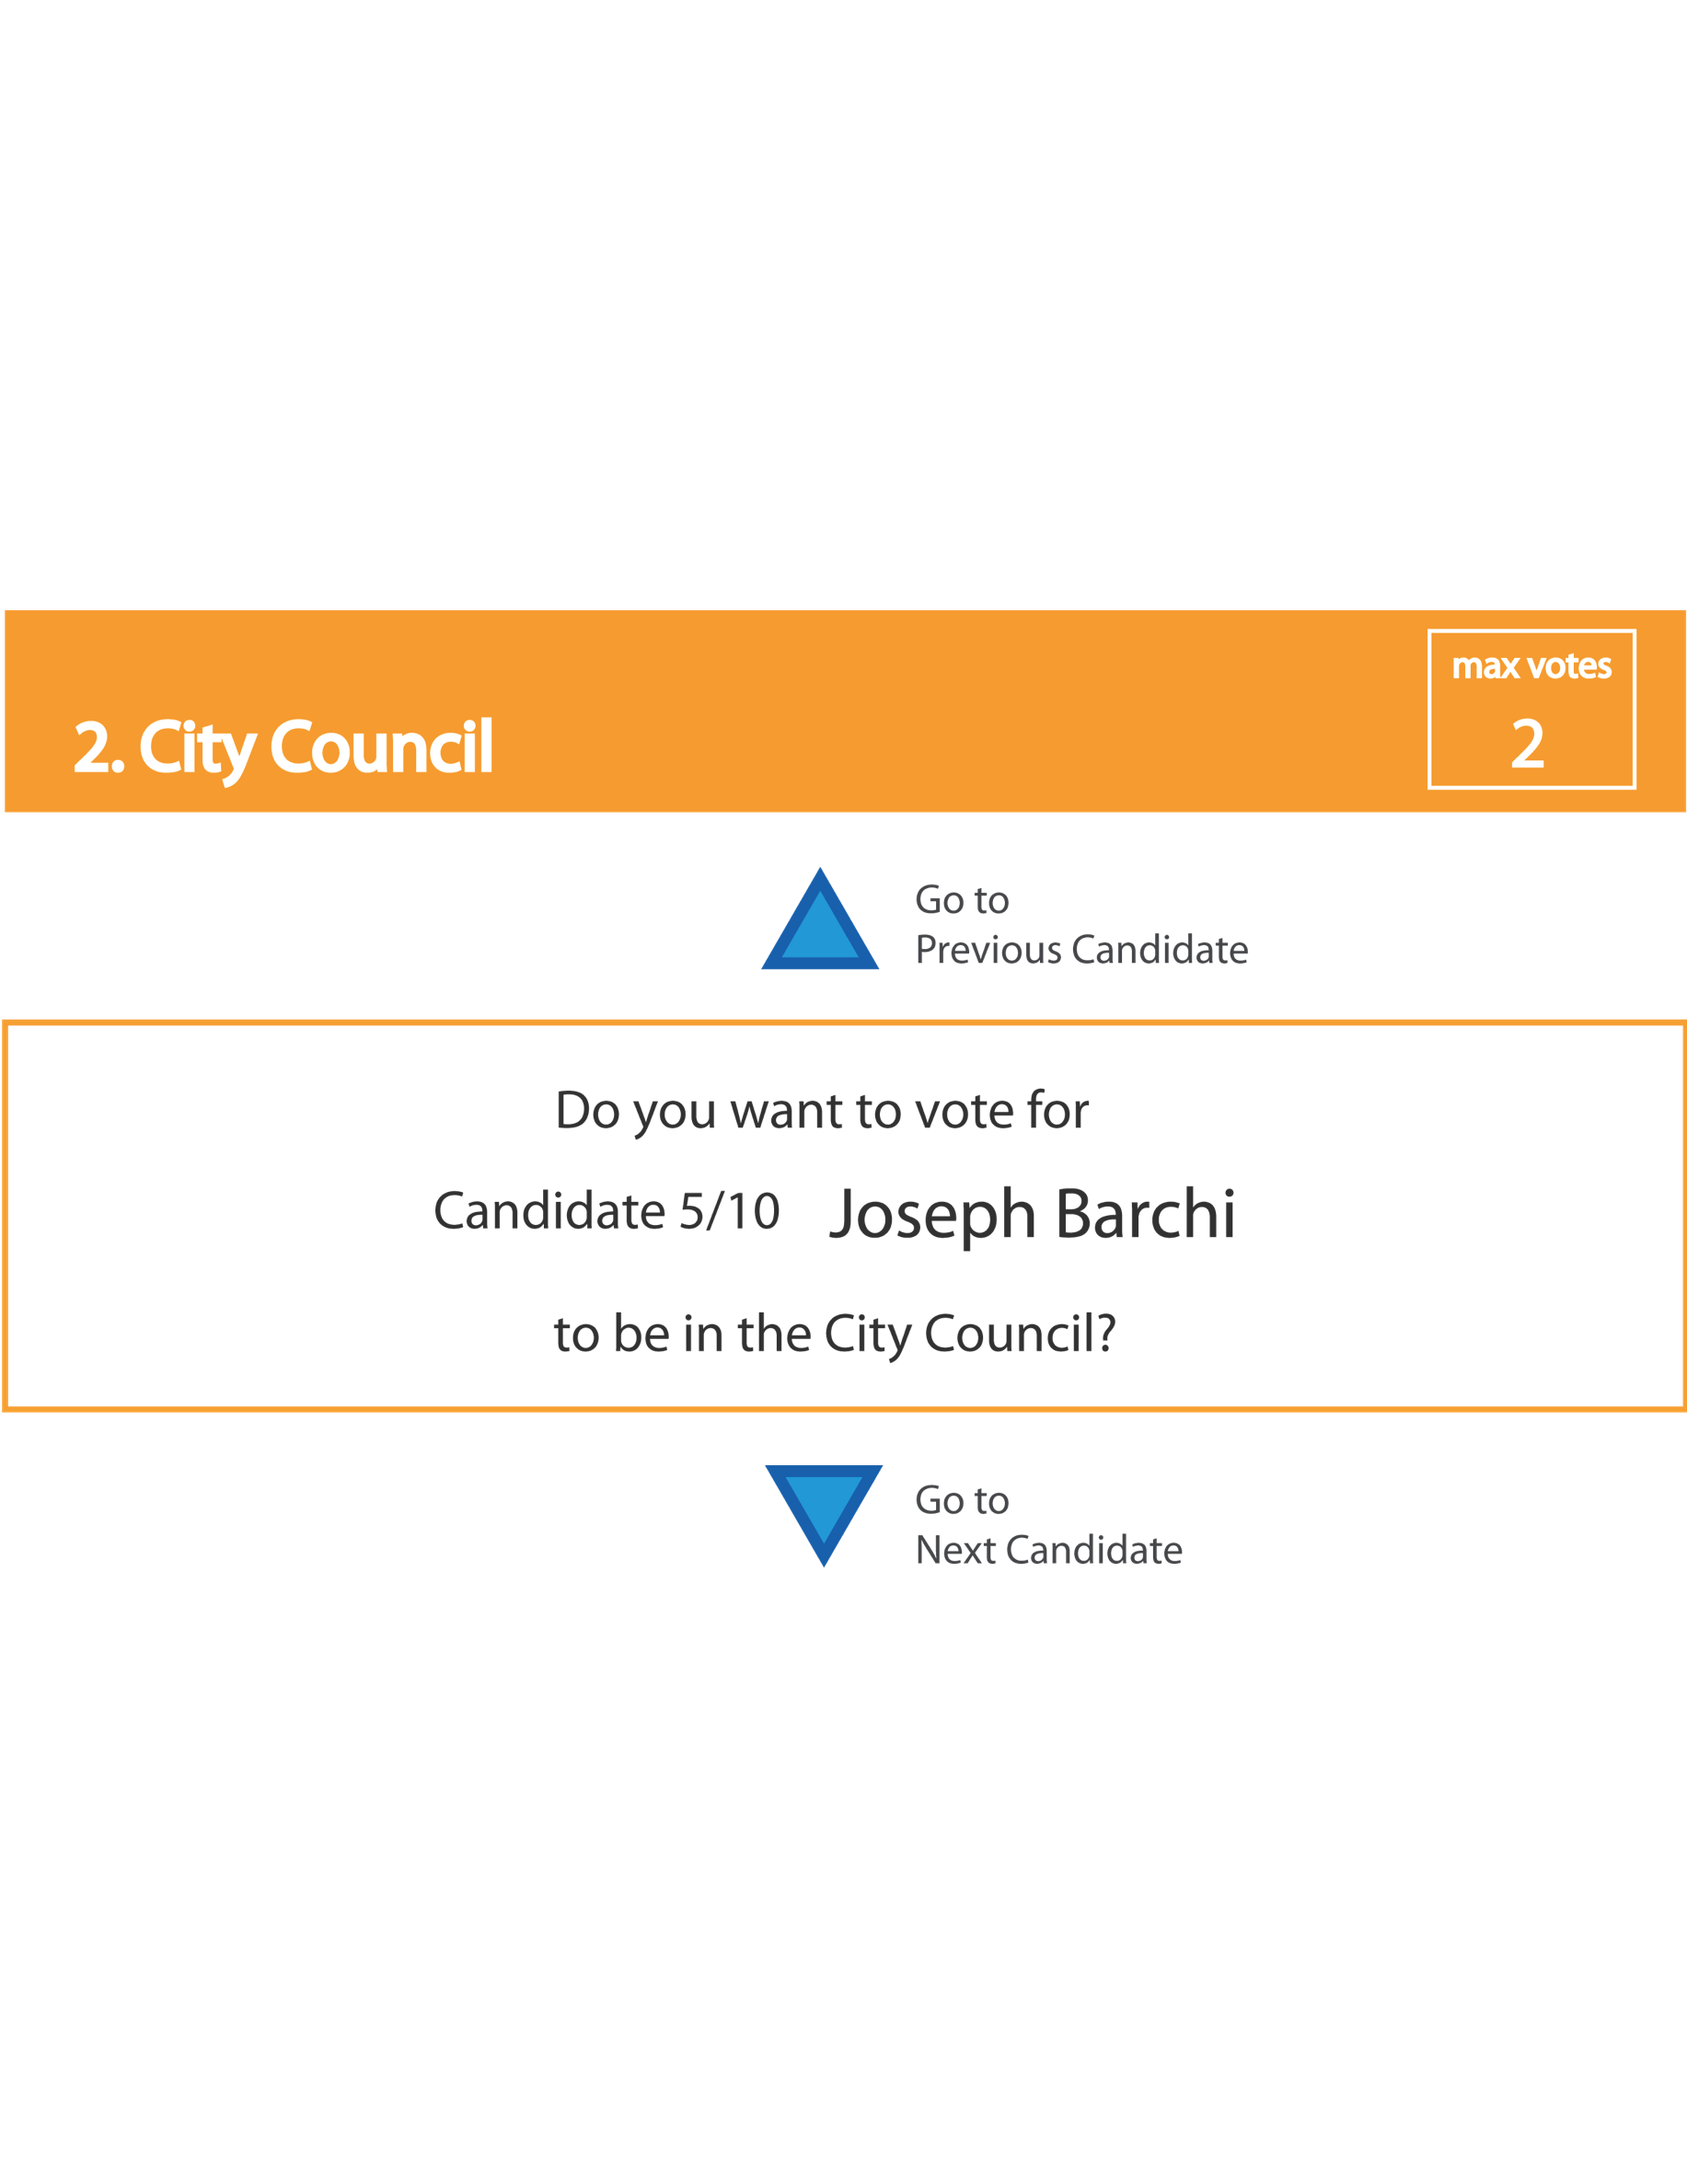 max votes
2. City Council
2
Go to
Previous Candidate
Do you want to vote for
Candidate 5/10 Joseph Barchi
to be in the City Council?
Go to
Next Candidate